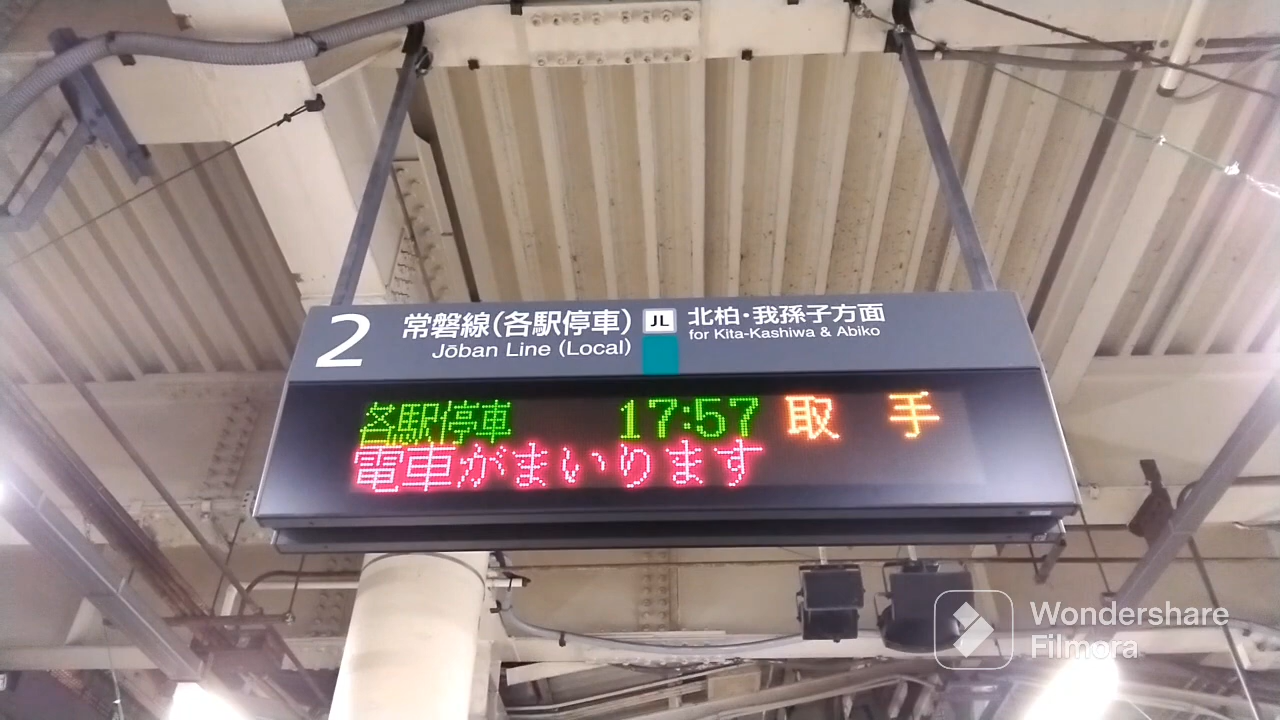 2 常磐線(各駅停車) JL 北柏・我孫子方面
Jōban Line (Local) for Kita-Kashiwa & Abiko
各駅停車 17:57 取 手
電車がまいります
Wondershare
Filmora